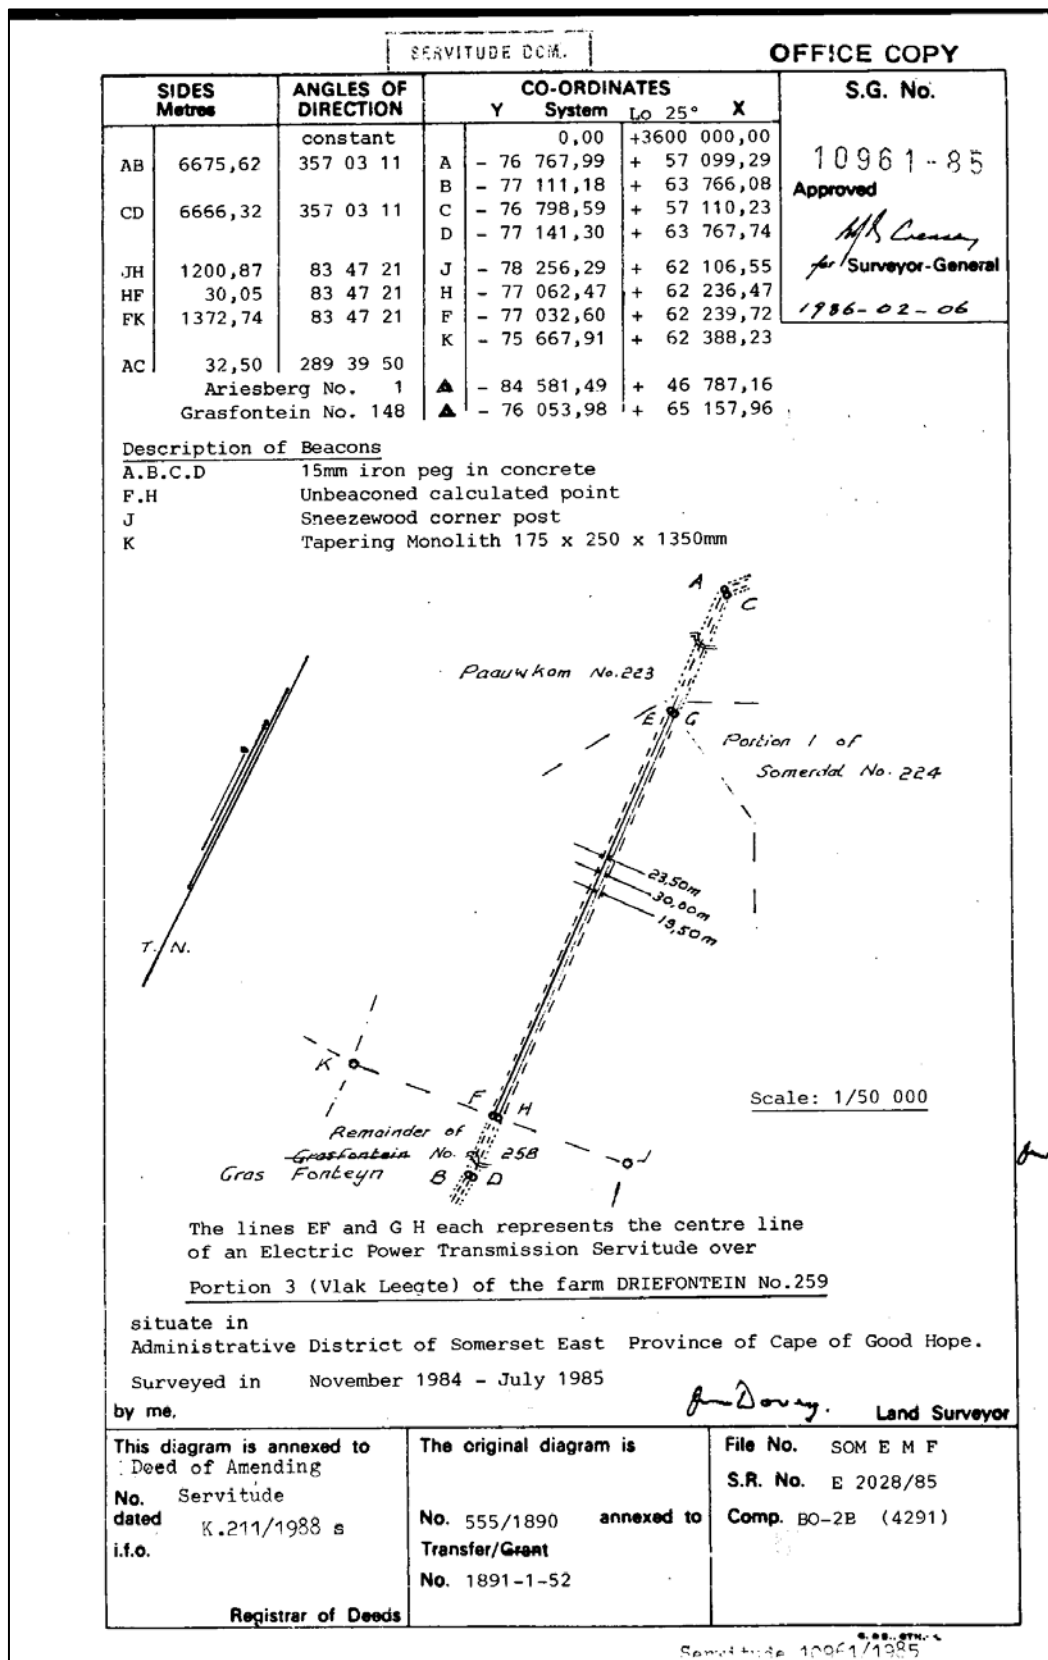 SERVITUDE DGM.
OFFICE COPY
SIDES Metres ANGLES OF DIRECTION CO-ORDINATES Y System Lo 25° X S.G. No.
constant 0,00 +3600 000,00
AB 6675,62 357 03 11 A - 76 767,99 + 57 099,29
B - 77 111,18 + 63 766,08
CD 6666,32 357 03 11 C - 76 798,59 + 57 110,23
D - 77 141,30 + 63 767,74
JH 1200,87 83 47 21 J - 78 256,29 + 62 106,55
HF 30,05 83 47 21 H - 77 062,47 + 62 236,47
FK 1372,74 83 47 21 F - 77 032,60 + 62 239,72
K - 75 667,91 + 62 388,23
AC 32,50 289 39 50
Ariesberg No. 1 - 84 581,49 + 46 787,16
Grasfontein No. 148 - 76 053,98 + 65 157,96
10961-85
Approved
for Surveyor-General
1986-02-06
Description of Beacons
A.B.C.D 15mm iron peg in concrete
F.H Unbeaconed calculated point
J Sneezewood corner post
K Tapering Monolith 175 x 250 x 1350mm
A
C
Paauwkom No.223
E G
Portion 1 of
Somerdal No. 224
23,50m
30,00m
19,50m
T. N.
K
F H
Scale: 1/50 000
Remainder of
Grasfontein No. 258
J
Gras Fonteyn B D
The lines EF and G H each represents the centre line
of an Electric Power Transmission Servitude over
Portion 3 (Vlak Leegte) of the farm DRIEFONTEIN No.259
situate in
Administrative District of Somerset East Province of Cape of Good Hope.
Surveyed in November 1984 - July 1985
by me, Land Surveyor
This diagram is annexed to
Deed of Amending
No. Servitude
dated K.211/1988 s
i.f.o.
Registrar of Deeds
The original diagram is
No. 555/1890 annexed to
Transfer/Grant
No. 1891-1-52
File No. SOM E M F
S.R. No. E 2028/85
Comp. BO-2B (4291)
Servitude 10961/1985